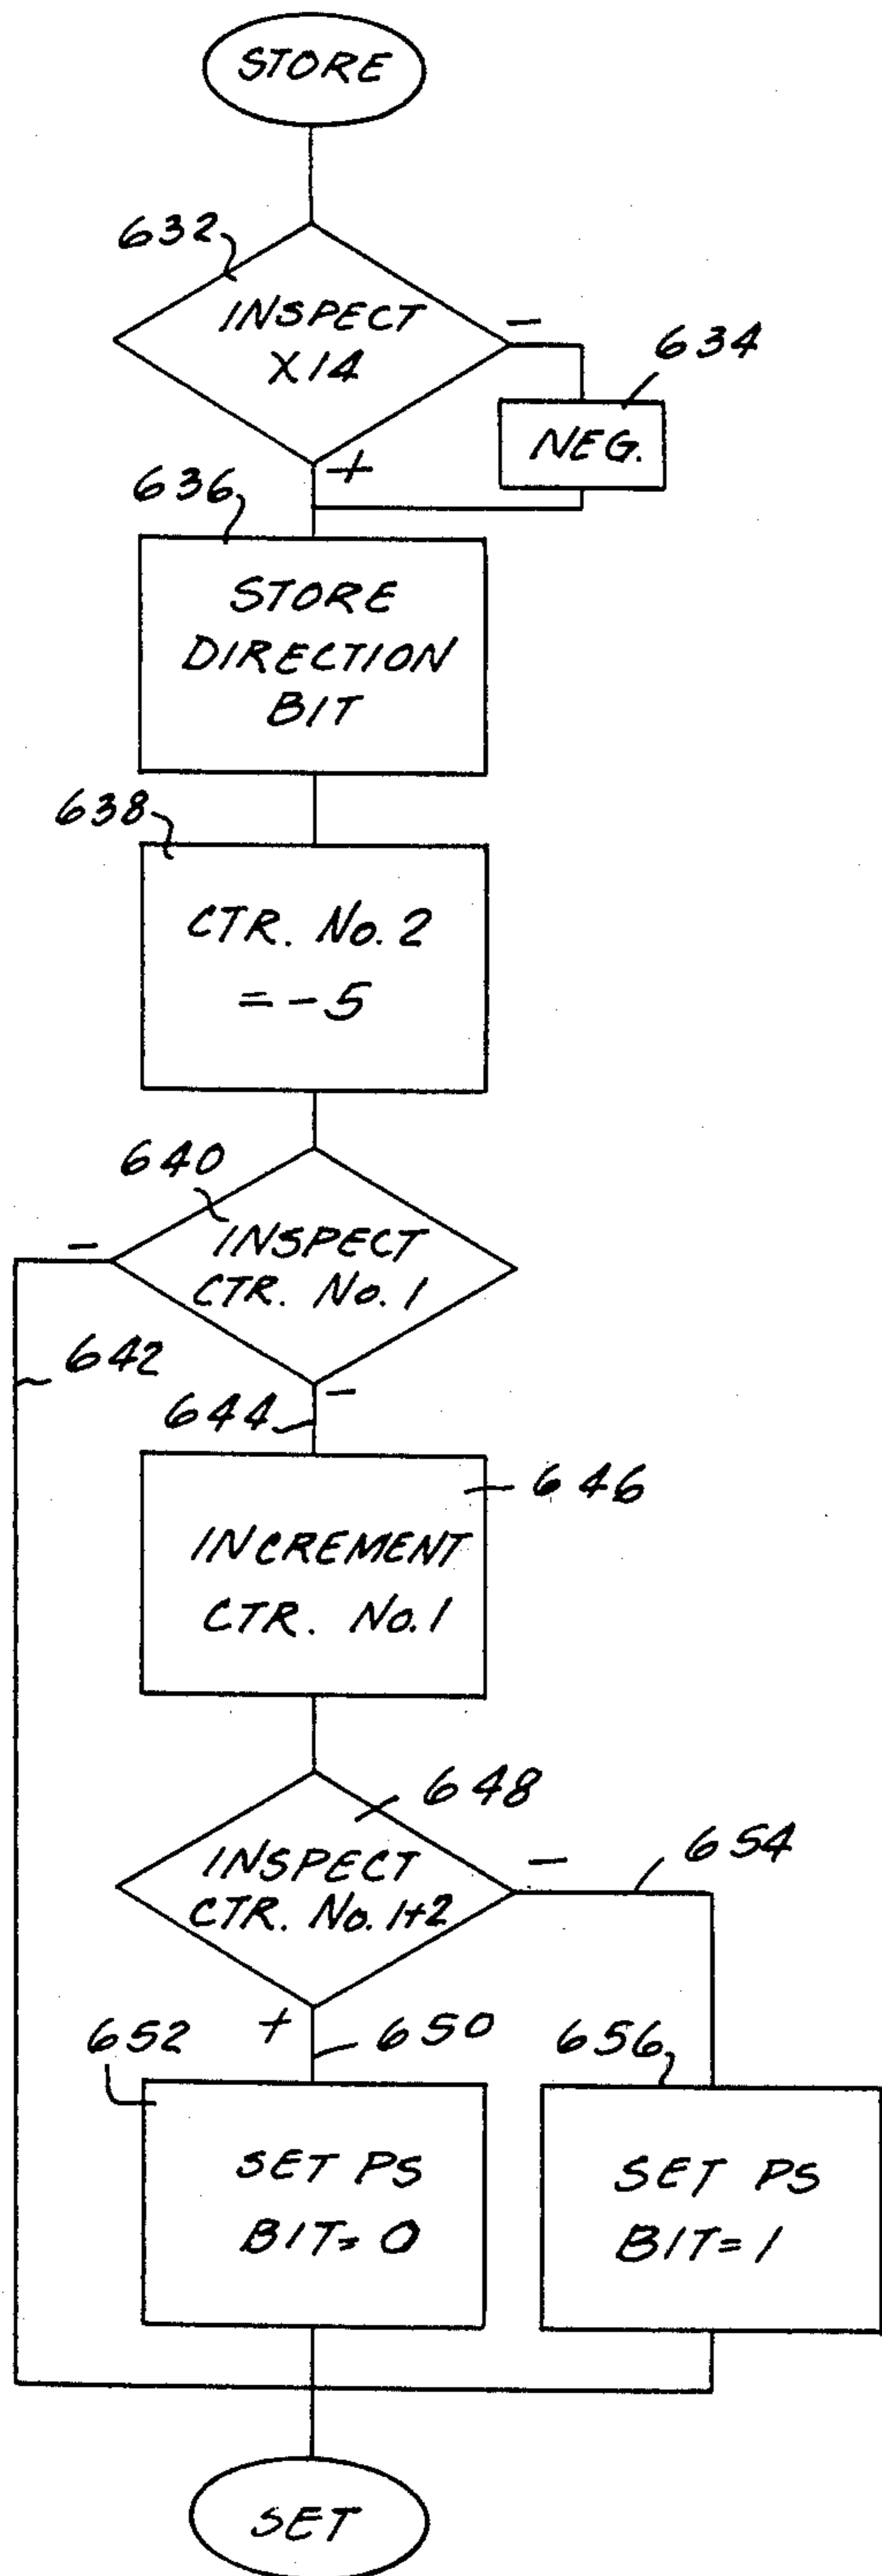 STORE
632
INSPECT
X14
−
634
NEG.
+
636
STORE
DIRECTION
BIT
638
CTR. No. 2
= -5
640
INSPECT
CTR. No. 1
−
642
−
644
646
INCREMENT
CTR. No. 1
648
INSPECT
CTR. No. 1+2
−
654
+
650
652
SET PS
BIT= 0
656
SET PS
BIT= 1
SET